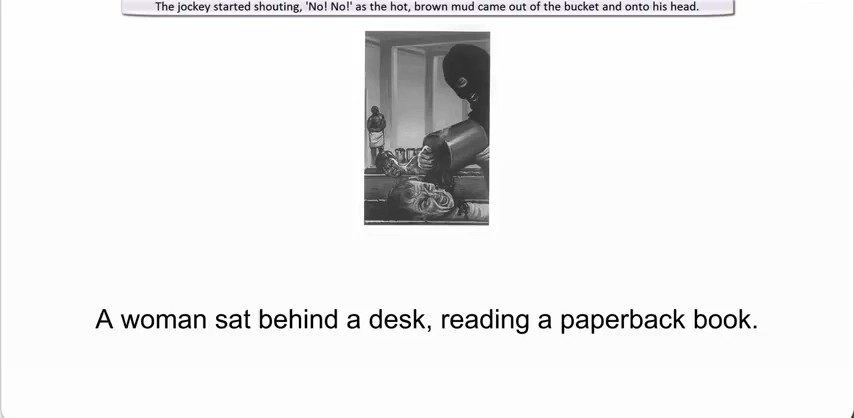 The jockey started shouting, 'No! No!' as the hot, brown mud came out of the bucket and onto his head.
A woman sat behind a desk, reading a paperback book.